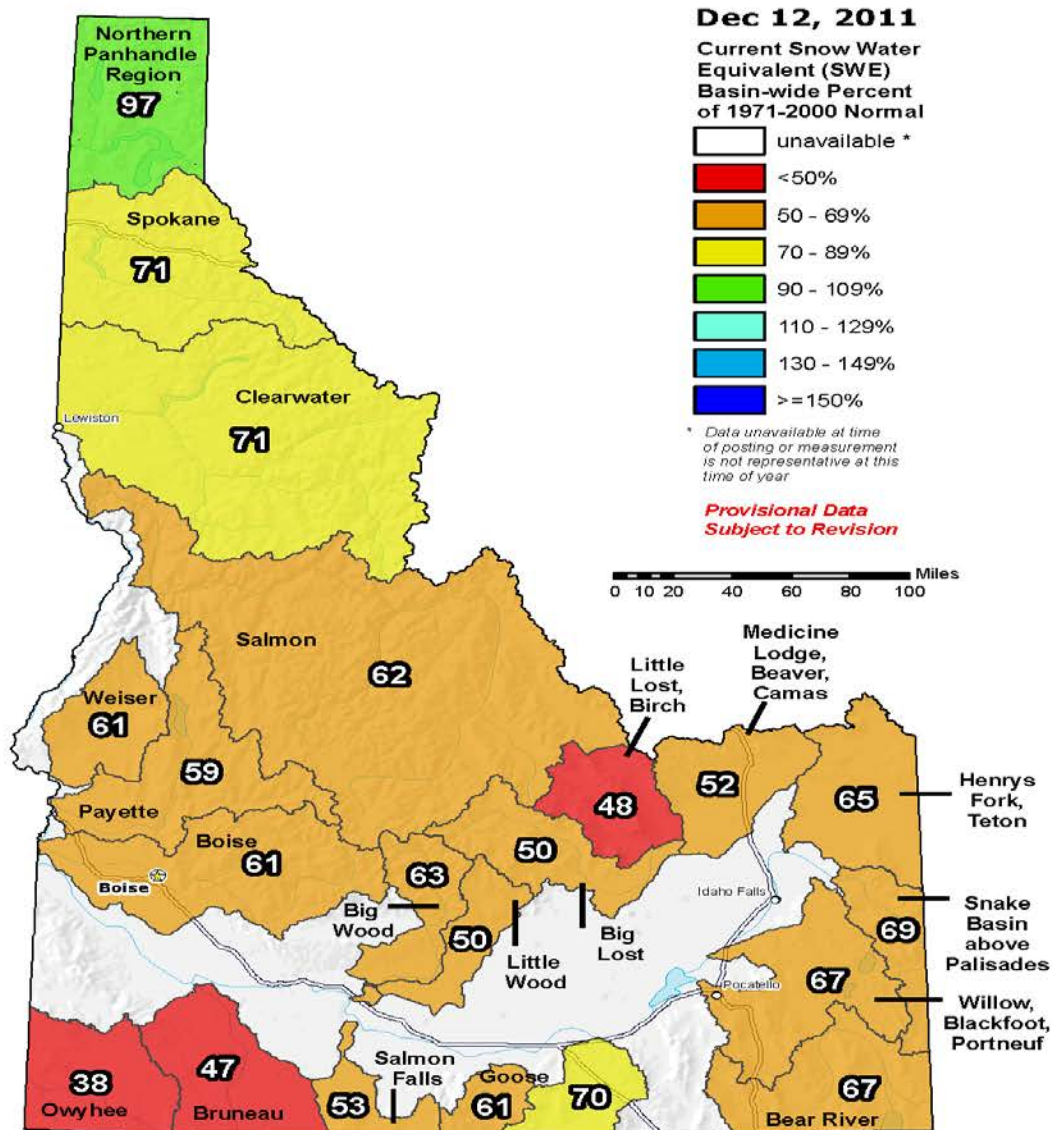 Dec 12, 2011
Current Snow Water
Equivalent (SWE)
Basin-wide Percent
of 1971-2000 Normal
unavailable *
<50%
50 - 69%
70 - 89%
90 - 109%
110 - 129%
130 - 149%
>=150%
* Data unavailable at time
of posting or measurement
is not representative at this
time of year
Provisional Data
Subject to Revision
Miles
0 10 20 40 60 80 100
Northern
Panhandle
Region
97
Spokane
71
Clearwater
71
Lewiston
Salmon
62
Weiser
61
59
Payette
Boise
61
Boise
Little
Lost,
Birch
48
Medicine
Lodge,
Beaver,
Camas
52
65
Henrys
Fork,
Teton
63
Big
Wood
50
Big
Lost
50
Little
Wood
Idaho Falls
69
Snake
Basin
above
Palisades
Pocatello
67
Willow,
Blackfoot,
Portneuf
38
Owyhee
47
Bruneau
53
Salmon
Falls
Goose
61
70
67
Bear River